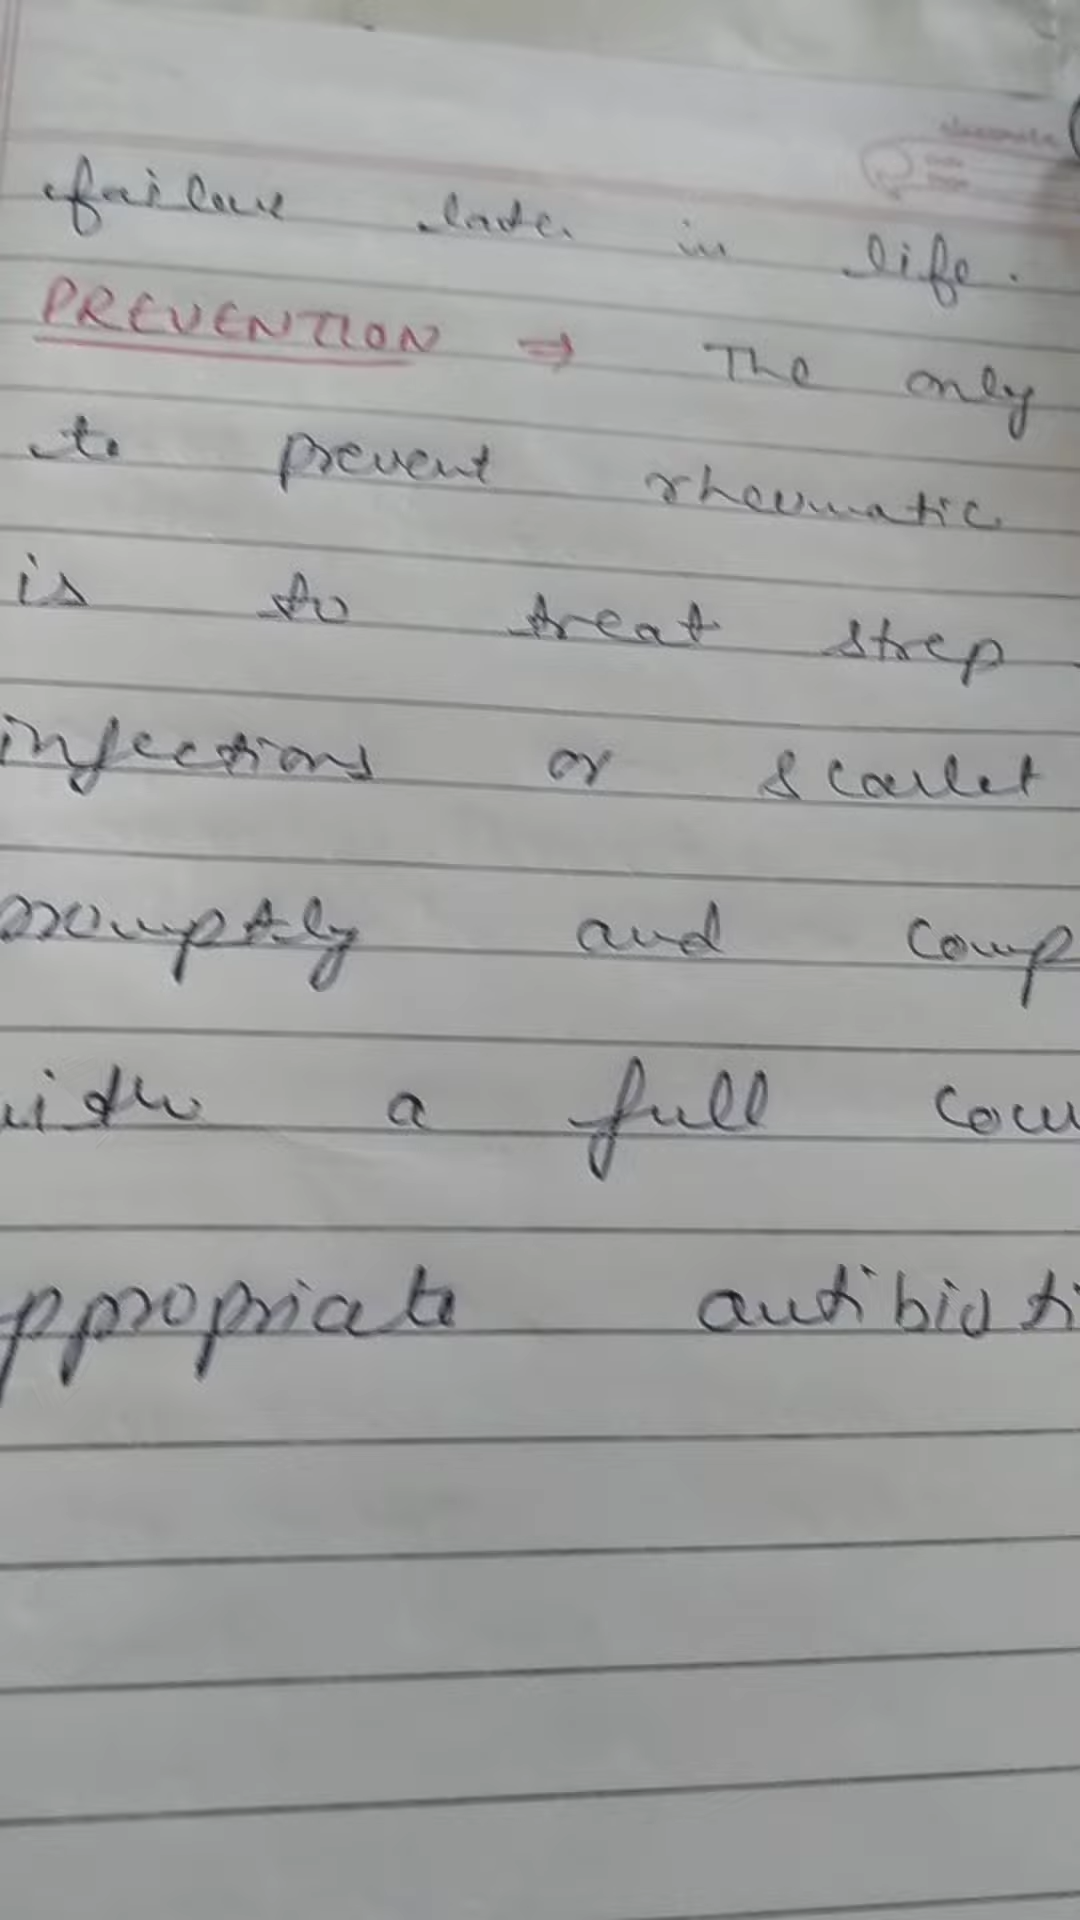 failure later in life.
PREVENTION ⇒ The only
to prevent rheumatic
is to treat strep
infections or scarlet
promptly and comp
with a full cou
ppropriate antibioti